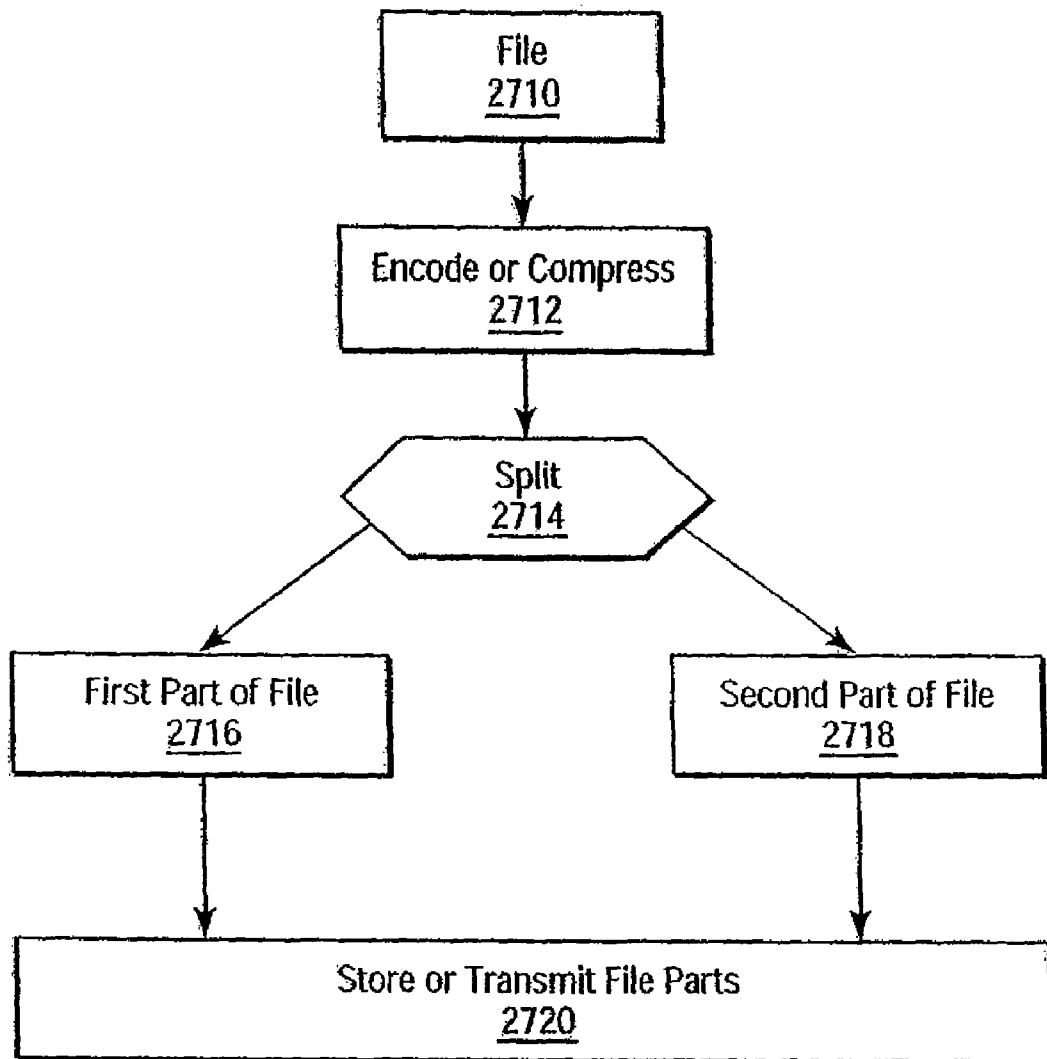 File
2710
Encode or Compress
2712
Split
2714
First Part of File
2716
Second Part of File
2718
Store or Transmit File Parts
2720